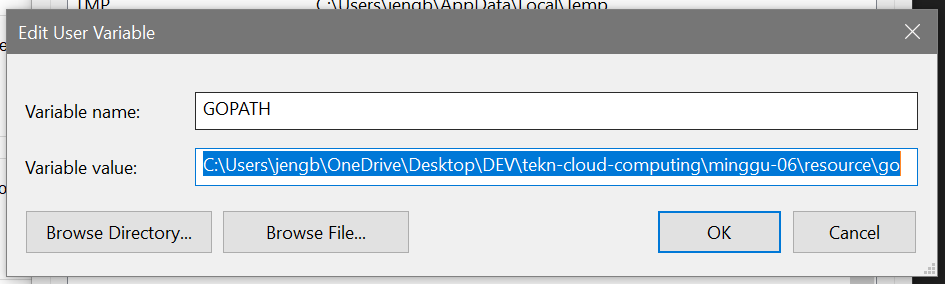 TMP C:\Users\jengb\AppData\Local\Temp
Edit User Variable
Variable name: GOPATH
Variable value: C:\Users\jengb\OneDrive\Desktop\DEV\tekn-cloud-computing\minggu-06\resource\go
Browse Directory... Browse File... OK Cancel